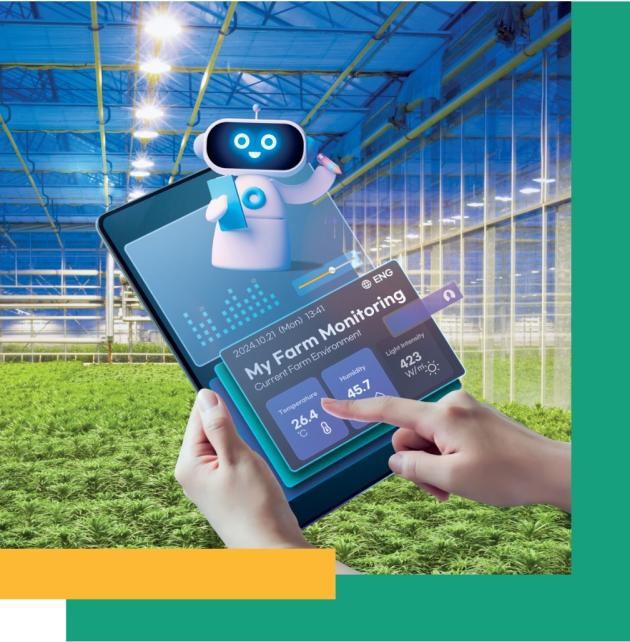 ENG
2024.10.21 (Mon) 13:41
My Farm Monitoring
Current Farm Environment
Temperature
26.4
°C
Humidity
45.7
Light Intensity
423
W/㎡